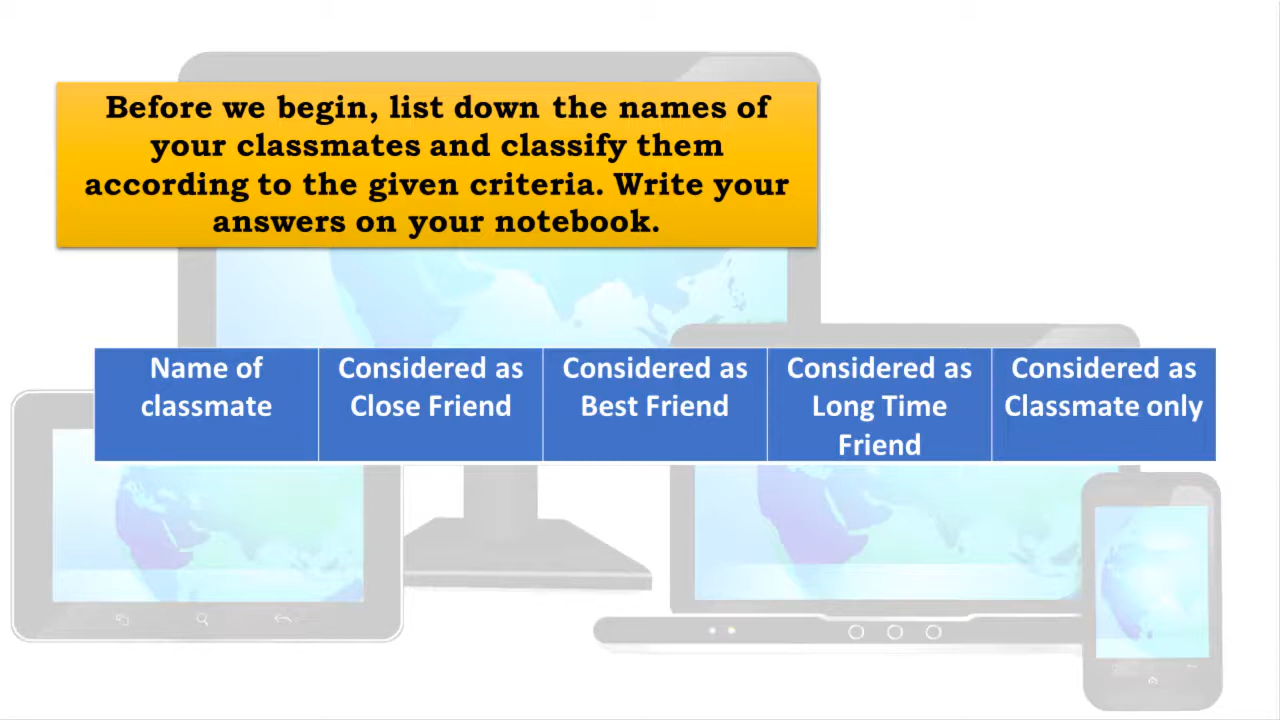 Before we begin, list down the names of
your classmates and classify them
according to the given criteria. Write your
answers on your notebook.
Name of
classmate
Considered as
Close Friend
Considered as
Best Friend
Considered as
Long Time
Friend
Considered as
Classmate only